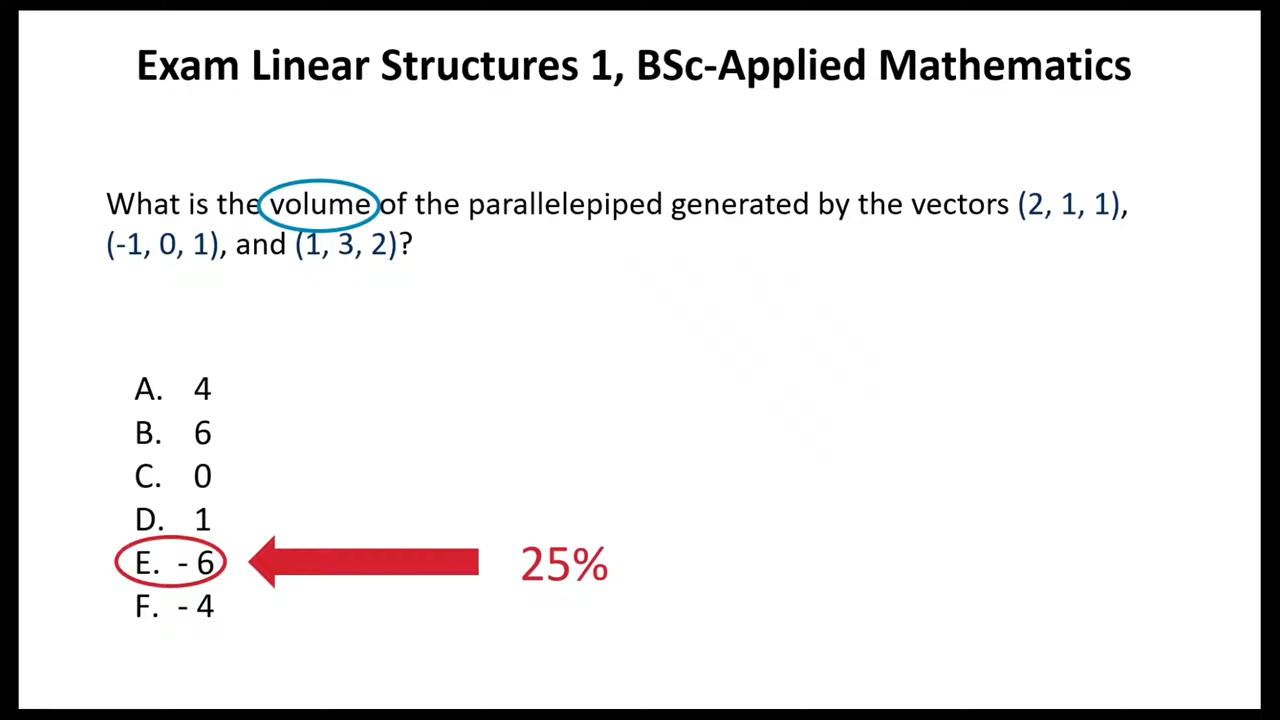 Exam Linear Structures 1, BSc-Applied Mathematics
What is the volume of the parallelepiped generated by the vectors (2, 1, 1),
(-1, 0, 1), and (1, 3, 2)?
A. 4
B. 6
C. 0
D. 1
E. - 6
25%
F. - 4